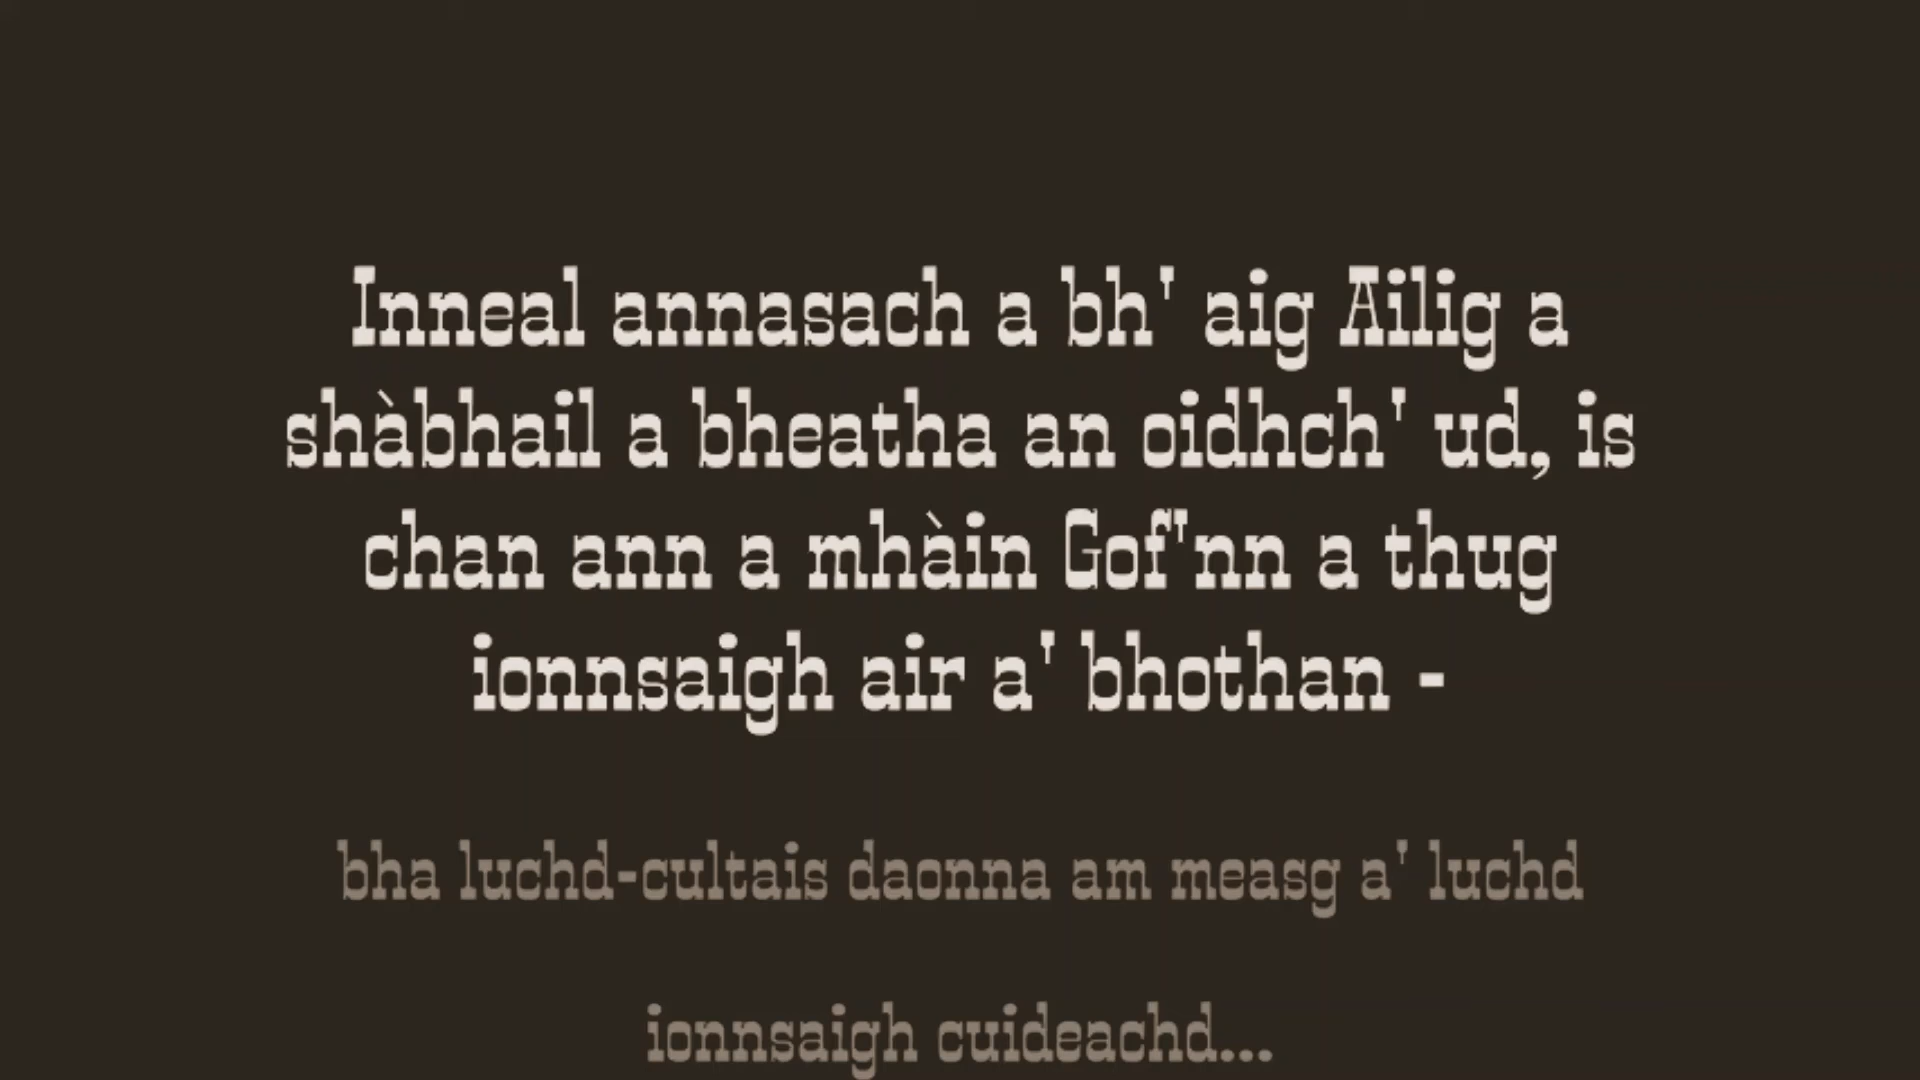 Inneal annasach a bh' aig Ailig a
shàbhail a bheatha an oidhch' ud, is
chan ann a mhàin Gof'nn a thug
ionnsaigh air a' bhothan -
bha luchd-cultais daonna am measg a' luchd
ionnsaigh cuideachd...